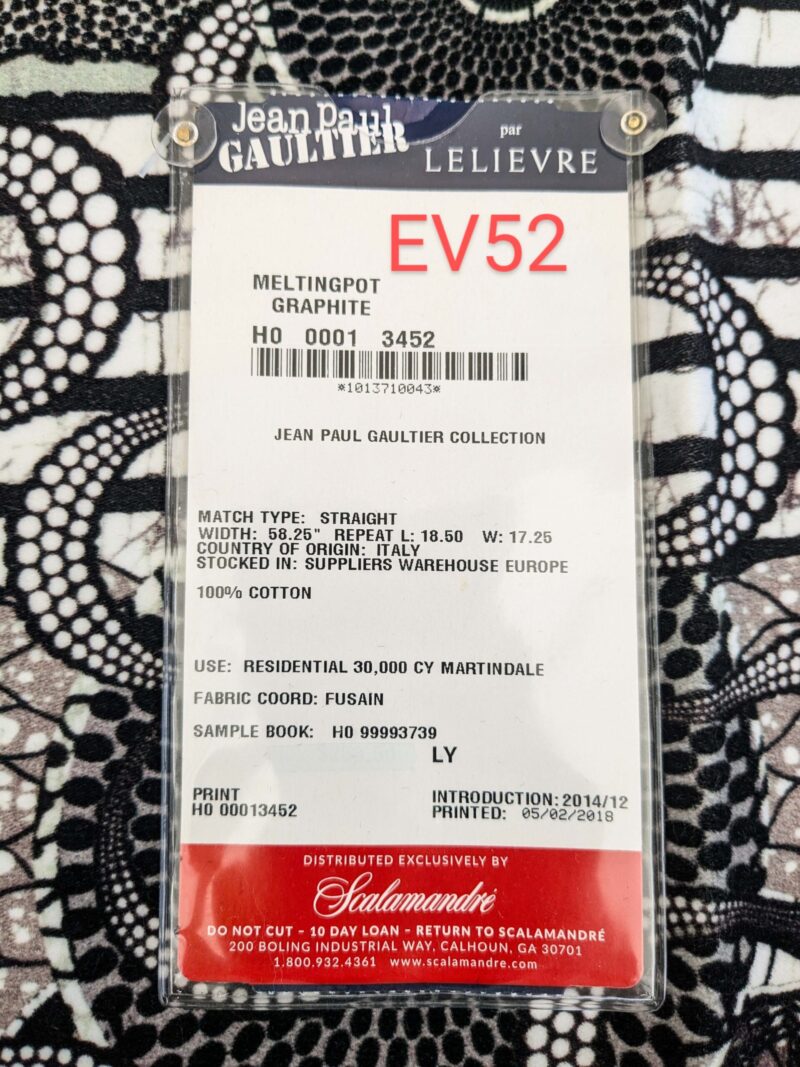 Jean Paul
GAULTIER
par
LELIEVRE
EV52
MELTINGPOT
GRAPHITE
H0 0001 3452
*1013710043*
JEAN PAUL GAULTIER COLLECTION
MATCH TYPE: STRAIGHT
WIDTH: 58.25" REPEAT L: 18.50 W: 17.25
COUNTRY OF ORIGIN: ITALY
STOCKED IN: SUPPLIERS WAREHOUSE EUROPE
100% COTTON
USE: RESIDENTIAL 30,000 CY MARTINDALE
FABRIC COORD: FUSAIN
SAMPLE BOOK: H0 99993739
LY
PRINT
H0 00013452
INTRODUCTION: 2014/12
PRINTED: 05/02/2018
DISTRIBUTED EXCLUSIVELY BY
Scalamandré
DO NOT CUT - 10 DAY LOAN - RETURN TO SCALAMANDRÉ
200 BOLING INDUSTRIAL WAY, CALHOUN, GA 30701
1.800.932.4361 www.scalamandre.com